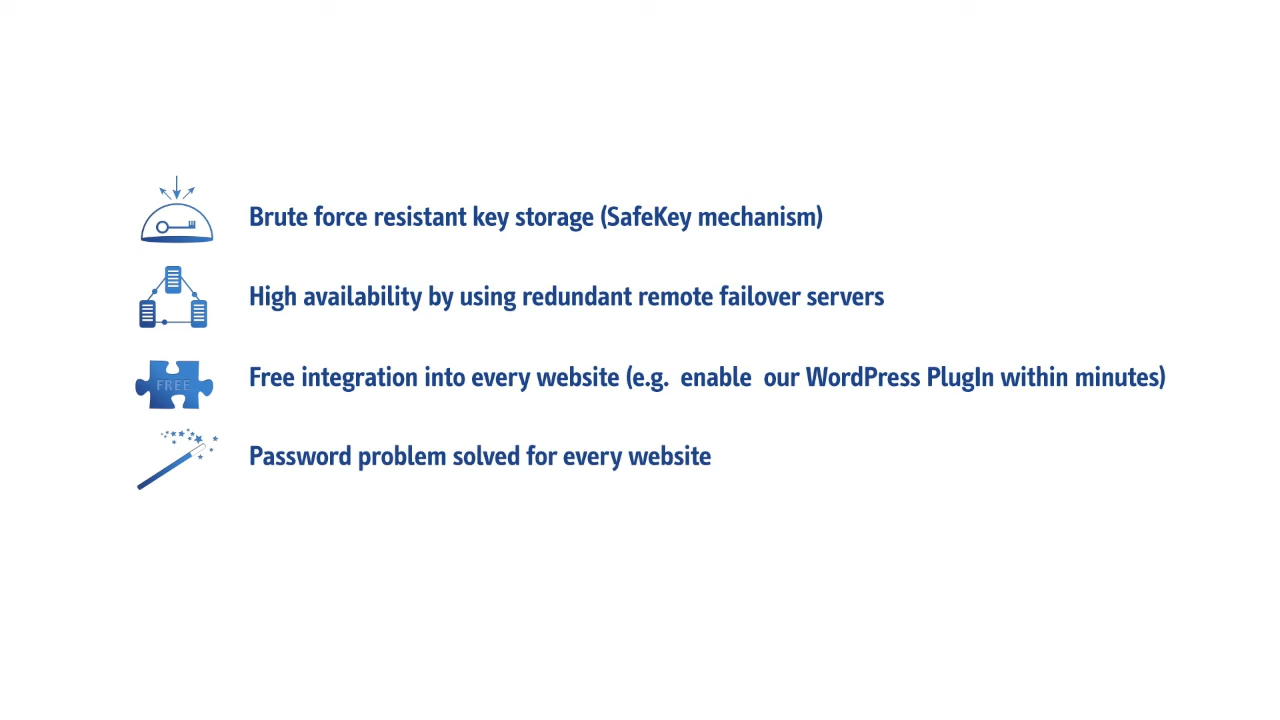 Brute force resistant key storage (SafeKey mechanism)
High availability by using redundant remote failover servers
FREE
Free integration into every website (e.g.  enable  our WordPress PlugIn within minutes)
Password problem solved for every website